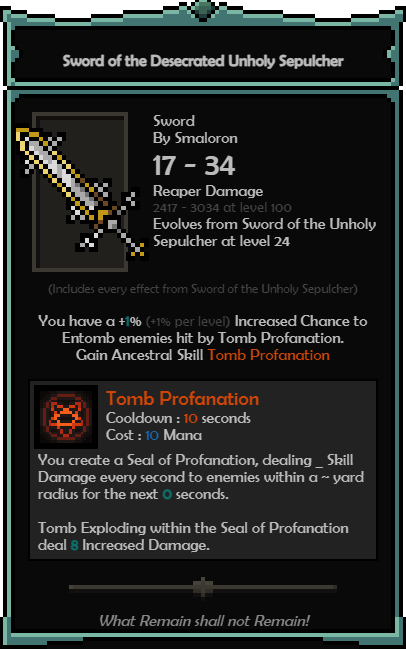 Sword of the Desecrated Unholy Sepulcher
Sword
By Smaloron
17 - 34
Reaper Damage
2417 - 3034 at level 100
Evolves from Sword of the Unholy
Sepulcher at level 24
(Includes every effect from Sword of the Unholy Sepulcher)
You have a +1% (+1% per level) Increased Chance to
Entomb enemies hit by Tomb Profanation.
Gain Ancestral Skill Tomb Profanation
Tomb Profanation
Cooldown : 10 seconds
Cost : 10 Mana
You create a Seal of Profanation, dealing _ Skill
Damage every second to enemies within a ~ yard
radius for the next 0 seconds.
Tomb Exploding within the Seal of Profanation
deal 8 Increased Damage.
What Remain shall not Remain!